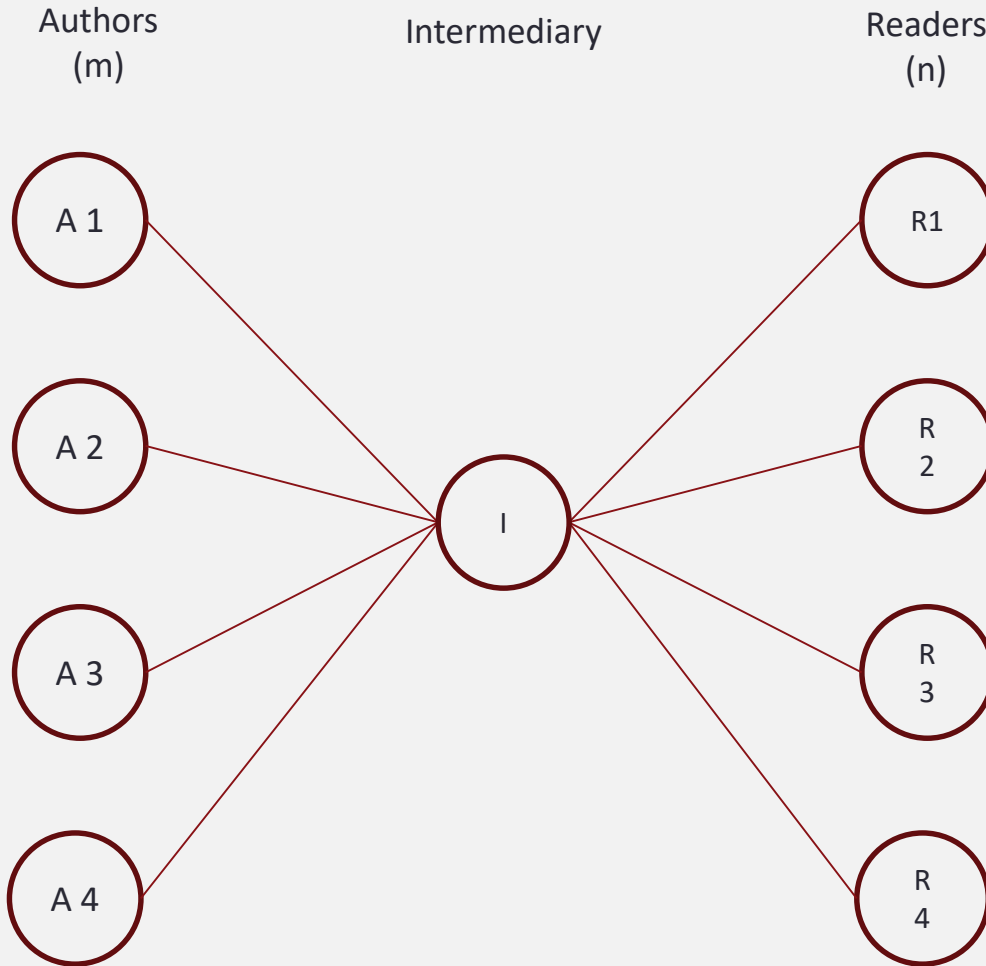 Authors
(m)
Intermediary
Readers
(n)
A 1
R1
A 2
R
2
I
A 3
R
3
A 4
R
4